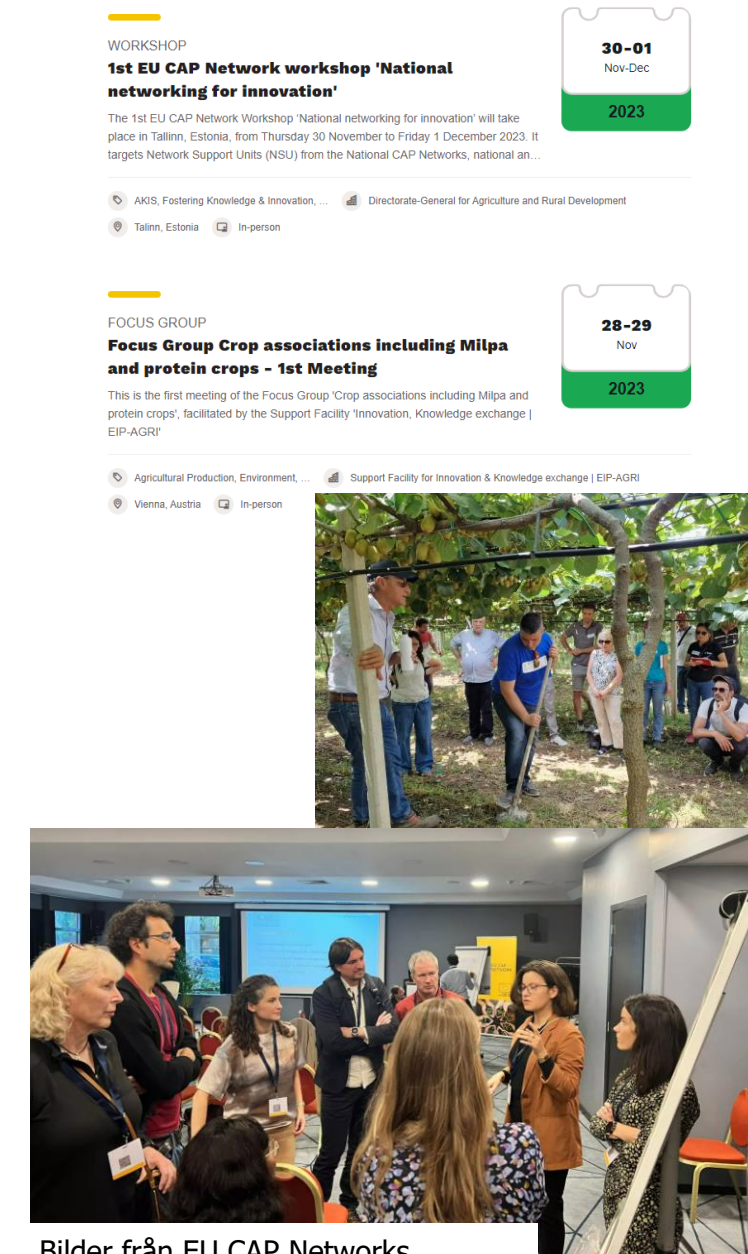 WORKSHOP
1st EU CAP Network workshop 'National
networking for innovation'
The 1st EU CAP Network Workshop 'National networking for innovation' will take
place in Tallinn, Estonia, from Thursday 30 November to Friday 1 December 2023. It
targets Network Support Units (NSU) from the National CAP Networks, national an…
30-01
Nov-Dec
2023
AKIS, Fostering Knowledge & Innovation, …
Directorate-General for Agriculture and Rural Development
Talinn, Estonia
In-person
FOCUS GROUP
Focus Group Crop associations including Milpa
and protein crops - 1st Meeting
This is the first meeting of the Focus Group 'Crop associations including Milpa and
protein crops', facilitated by the Support Facility 'Innovation, Knowledge exchange |
EIP-AGRI'
28-29
Nov
2023
Agricultural Production, Environment, …
Support Facility for Innovation & Knowledge exchange | EIP-AGRI
Vienna, Austria
In-person
Bilder från EU CAP Networks